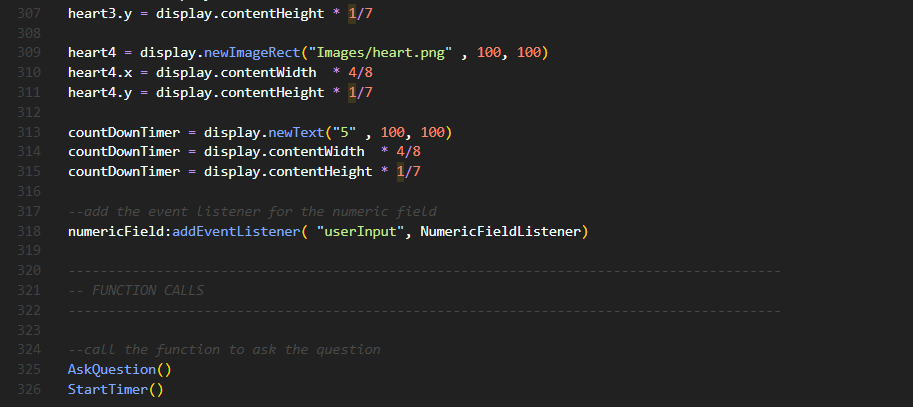 307 heart3.y = display.contentHeight * 1/7
308
309 heart4 = display.newImageRect("Images/heart.png" , 100, 100)
310 heart4.x = display.contentWidth  * 4/8
311 heart4.y = display.contentHeight * 1/7
312
313 countDownTimer = display.newText("5" , 100, 100)
314 countDownTimer = display.contentWidth  * 4/8
315 countDownTimer = display.contentHeight * 1/7
316
317 --add the event listener for the numeric field
318 numericField:addEventListener( "userInput", NumericFieldListener)
319
320 -----------------------------------------------------------------------------------------
321 -- FUNCTION CALLS
322 -----------------------------------------------------------------------------------------
323
324 --call the function to ask the question
325 AskQuestion()
326 StartTimer()